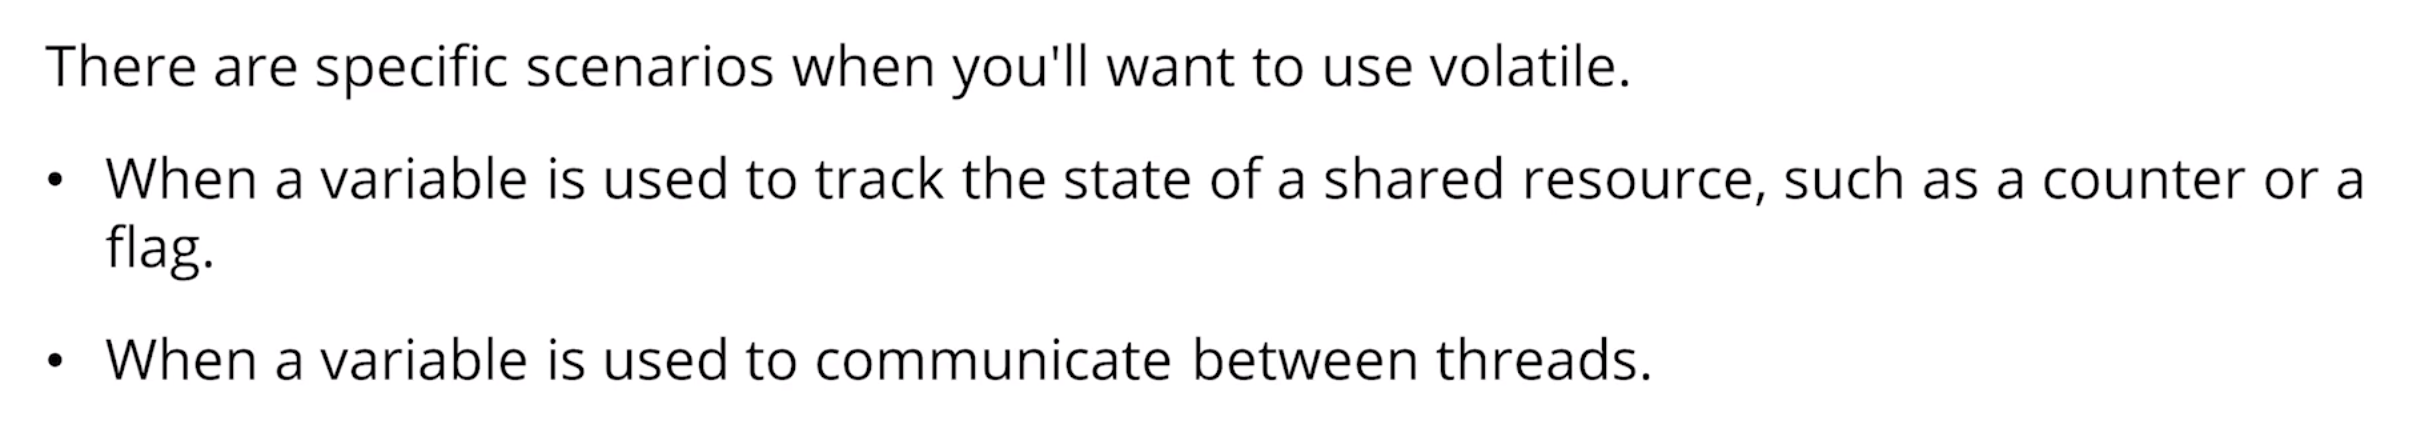 There are specific scenarios when you'll want to use volatile.
• When a variable is used to track the state of a shared resource, such as a counter or a
flag.
• When a variable is used to communicate between threads.